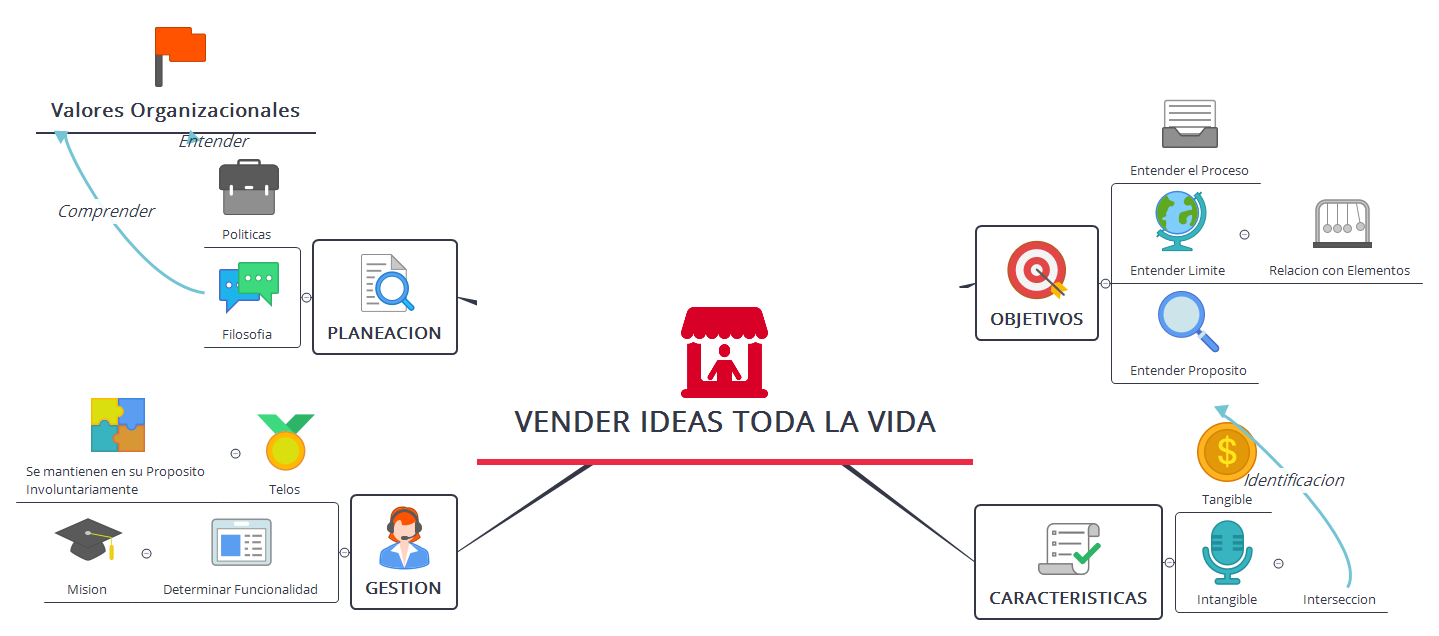 Valores Organizacionales
Entender
Comprender
Politicas
Filosofia
PLANEACION
Se mantienen en su Proposito
Involuntariamente
Telos
Mision
Determinar Funcionalidad
GESTION
VENDER IDEAS TODA LA VIDA
Entender el Proceso
Entender Limite
Relacion con Elementos
Entender Proposito
OBJETIVOS
Identificacion
Tangible
Intangible
Interseccion
CARACTERISTICAS